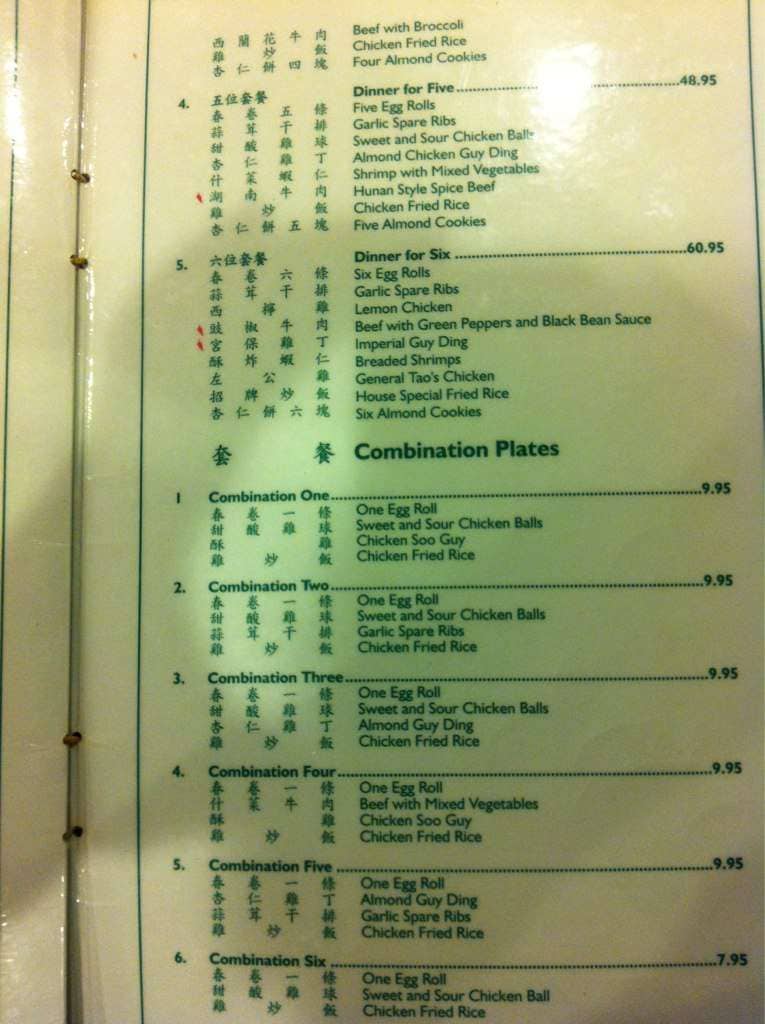 西蘭花牛肉 Beef with Broccoli
雞炒飯 Chicken Fried Rice
杏仁餅四塊 Four Almond Cookies
4. 五位套餐 Dinner for Five 48.95
春卷五條 Five Egg Rolls
蒜茸干排 Garlic Spare Ribs
甜酸雞球 Sweet and Sour Chicken Balls
杏仁雞丁 Almond Chicken Guy Ding
什菜蝦仁 Shrimp with Mixed Vegetables
湖南牛肉 Hunan Style Spice Beef
雞炒飯 Chicken Fried Rice
杏仁餅五塊 Five Almond Cookies
5. 六位套餐 Dinner for Six 60.95
春卷六條 Six Egg Rolls
蒜茸干排 Garlic Spare Ribs
西檸雞 Lemon Chicken
豉椒牛肉 Beef with Green Peppers and Black Bean Sauce
宮保雞丁 Imperial Guy Ding
酥炸蝦仁 Breaded Shrimps
左公雞 General Tao's Chicken
招牌炒飯 House Special Fried Rice
杏仁餅六塊 Six Almond Cookies
套餐 Combination Plates
1 Combination One 9.95
春卷一條 One Egg Roll
甜酸雞球 Sweet and Sour Chicken Balls
酥雞 Chicken Soo Guy
雞炒飯 Chicken Fried Rice
2. Combination Two 9.95
春卷一條 One Egg Roll
甜酸雞球 Sweet and Sour Chicken Balls
蒜茸干排 Garlic Spare Ribs
雞炒飯 Chicken Fried Rice
3. Combination Three 9.95
春卷一條 One Egg Roll
甜酸雞球 Sweet and Sour Chicken Balls
杏仁雞丁 Almond Guy Ding
雞炒飯 Chicken Fried Rice
4. Combination Four 9.95
春卷一條 One Egg Roll
什菜牛肉 Beef with Mixed Vegetables
酥雞 Chicken Soo Guy
雞炒飯 Chicken Fried Rice
5. Combination Five 9.95
春卷一條 One Egg Roll
杏仁雞丁 Almond Guy Ding
蒜茸干排 Garlic Spare Ribs
雞炒飯 Chicken Fried Rice
6. Combination Six 7.95
春卷一條 One Egg Roll
甜酸雞球 Sweet and Sour Chicken Ball
雞炒飯 Chicken Fried Rice